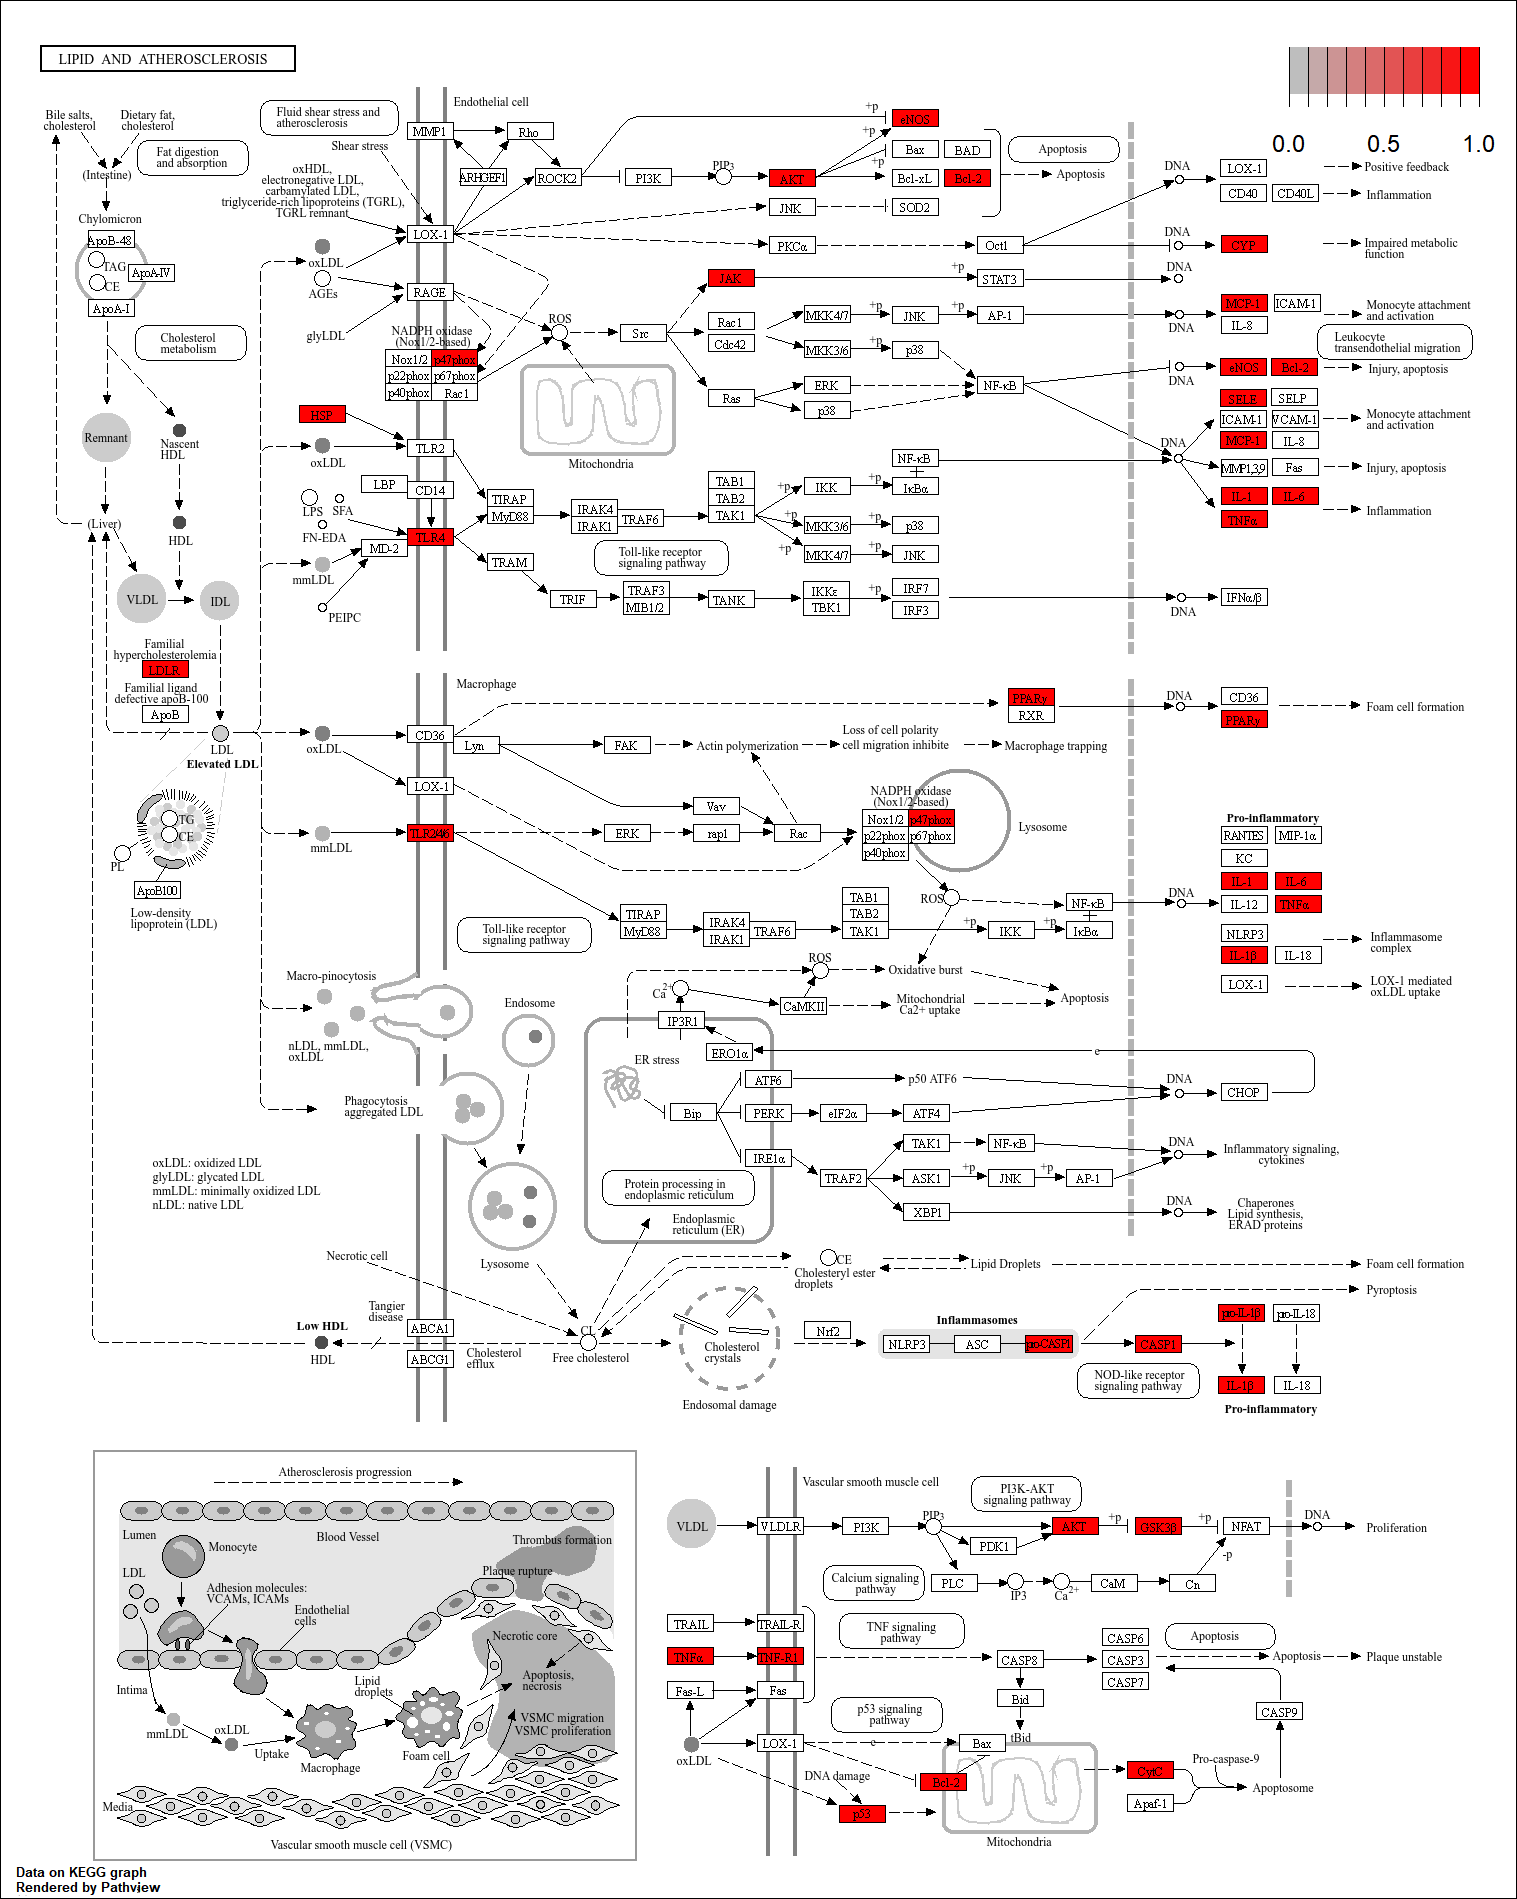 LIPID AND ATHEROSCLEROSIS
0.0 0.5 1.0
Bile salts,
cholesterol
Dietary fat,
cholesterol
Fat digestion
and absorption
(Intestine)
Chylomicron
ApoB-48
TAG
CE
ApoA-IV
ApoA-I
Cholesterol
metabolism
Remnant
Nascent
HDL
(Liver)
HDL
VLDL
IDL
Familial
hypercholesterolemia
LDLR
Familial ligand
defective apoB-100
ApoB
LDL
Elevated LDL
TG
CE
PL
ApoB100
Low-density
lipoprotein (LDL)
oxLDL: oxidized LDL
glyLDL: glycated LDL
mmLDL: minimally oxidized LDL
nLDL: native LDL
Fluid shear stress and
atherosclerosis
Shear stress
oxHDL,
electronegative LDL,
carbamylated LDL,
triglyceride-rich lipoproteins (TGRL),
TGRL remnant
oxLDL
AGEs
glyLDL
HSP
oxLDL
LBP
LPS
SFA
FN-EDA
MD-2
mmLDL
PEIPC
Endothelial cell
MMP1
Rho
ARHGEF1
ROCK2
PI3K
PIP3
AKT
+p
eNOS
+p
Bax
BAD
+p
Bcl-xL
Bcl-2
Apoptosis
Apoptosis
JNK
SOD2
LOX-1
PKCα
Oct1
RAGE
NADPH oxidase
(Nox1/2-based)
Nox1/2
p47phox
p22phox
p67phox
p40phox
Rac1
ROS
Src
JAK
+p
STAT3
Rac1
Cdc42
MKK4/7
+p
JNK
+p
AP-1
MKK3/6
+p
p38
Ras
ERK
p38
NF-κB
Mitochondria
TLR2
CD14
TLR4
TIRAP
MyD88
IRAK4
IRAK1
TRAF6
TAB1
TAB2
TAK1
+p
IKK
+p
NF-κB
IκBα
+p
MKK3/6
+p
p38
+p
MKK4/7
+p
JNK
Toll-like receptor
signaling pathway
TRAM
TRIF
TRAF3
MIB1/2
TANK
IKKε
TBK1
+p
IRF7
IRF3
DNA
LOX-1
Positive feedback
CD40
CD40L
Inflammation
DNA
CYP
Impaired metabolic
function
DNA
MCP-1
ICAM-1
IL-8
Monocyte attachment
and activation
DNA
Leukocyte
transendothelial migration
eNOS
Bcl-2
Injury, apoptosis
DNA
SELE
SELP
ICAM-1
VCAM-1
Monocyte attachment
and activation
MCP-1
IL-8
DNA
MMP1,3,9
Fas
Injury, apoptosis
IL-1
IL-6
TNFα
Inflammation
IFNα/β
DNA
Macrophage
oxLDL
CD36
Lyn
FAK
Actin polymerization
Loss of cell polarity
cell migration inhibite
Macrophage trapping
PPARγ
RXR
DNA
CD36
PPARγ
Foam cell formation
LOX-1
Vav
mmLDL
TLR2/4/6
ERK
rap1
Rac
NADPH oxidase
(Nox1/2-based)
Nox1/2
p47phox
p22phox
p67phox
p40phox
Lysosome
TIRAP
MyD88
IRAK4
IRAK1
TRAF6
TAB1
TAB2
TAK1
+p
IKK
+p
NF-κB
IκBα
ROS
Toll-like receptor
signaling pathway
DNA
Pro-inflammatory
RANTES
MIP-1α
KC
IL-1
IL-6
IL-12
TNFα
NLRP3
Inflammasome
complex
IL-1β
IL-18
LOX-1
LOX-1 mediated
oxLDL uptake
Macro-pinocytosis
nLDL, mmLDL,
oxLDL
Endosome
ROS
Oxidative burst
Ca2+
CaMKII
Mitochondrial
Ca2+ uptake
Apoptosis
IP3R1
ER stress
ERO1α
e
ATF6
p50 ATF6
DNA
CHOP
Bip
PERK
eIF2α
ATF4
IRE1α
TRAF2
TAK1
NF-κB
ASK1
+p
JNK
+p
AP-1
XBP1
DNA
Inflammatory signaling,
cytokines
DNA
Chaperones
Lipid synthesis,
ERAD proteins
Phagocytosis
aggregated LDL
Protein processing in
endoplasmic reticulum
Endoplasmic
reticulum (ER)
Lysosome
Necrotic cell
CE
Cholesteryl ester
droplets
Lipid Droplets
Foam cell formation
Pyroptosis
Tangier
disease
Low HDL
HDL
ABCA1
ABCG1
Cholesterol
efflux
CL
Free cholesterol
Cholesterol
crystals
Endosomal damage
Nrf2
Inflammasomes
NLRP3
ASC
pro-CASP1
CASP1
NOD-like receptor
signaling pathway
pro-IL-1β
pro-IL-18
IL-1β
IL-18
Pro-inflammatory
Atherosclerosis progression
Lumen
Blood Vessel
Monocyte
Thrombus formation
Plaque rupture
LDL
Adhesion molecules:
VCAMs, ICAMs
Endothelial
cells
Necrotic core
Apoptosis,
necrosis
Intima
Lipid
droplets
mmLDL
oxLDL
Uptake
Macrophage
Foam cell
VSMC migration
VSMC proliferation
Media
Vascular smooth muscle cell (VSMC)
Vascular smooth muscle cell
PI3K-AKT
signaling pathway
VLDL
VLDLR
PI3K
PIP3
PDK1
AKT
+p
GSK3β
+p
NFAT
DNA
Proliferation
-p
Calcium signaling
pathway
PLC
IP3
Ca2+
CaM
Cn
TRAIL
TRAIL-R
TNF signaling
pathway
TNFα
TNF-R1
Fas-L
Fas
CASP8
CASP6
CASP3
CASP7
Apoptosis
Apoptosis
Plaque unstable
Bid
tBid
p53 signaling
pathway
CASP9
oxLDL
LOX-1
e
Bax
Bcl-2
DNA damage
p53
CytC
Pro-caspase-9
Apaf-1
Apoptosome
Mitochondria
Data on KEGG graph
Rendered by Pathview